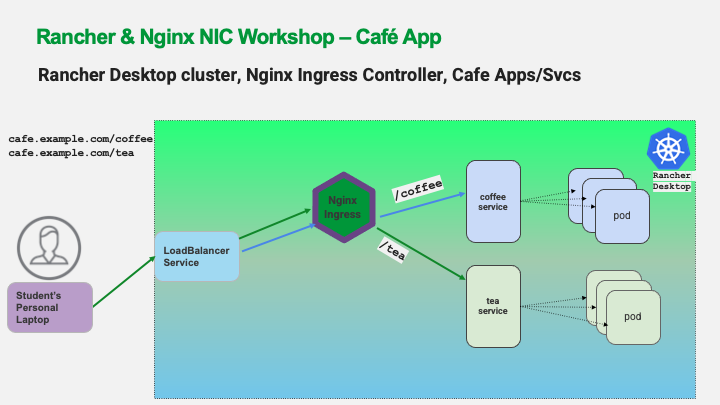 Rancher & Nginx NIC Workshop – Café App
Rancher Desktop cluster, Nginx Ingress Controller, Cafe Apps/Svcs
cafe.example.com/coffee
cafe.example.com/tea
Rancher
Desktop
Nginx
Ingress
/coffee
coffee
service
pod
LoadBalancer
Service
/tea
Student's
Personal
Laptop
tea
service
pod